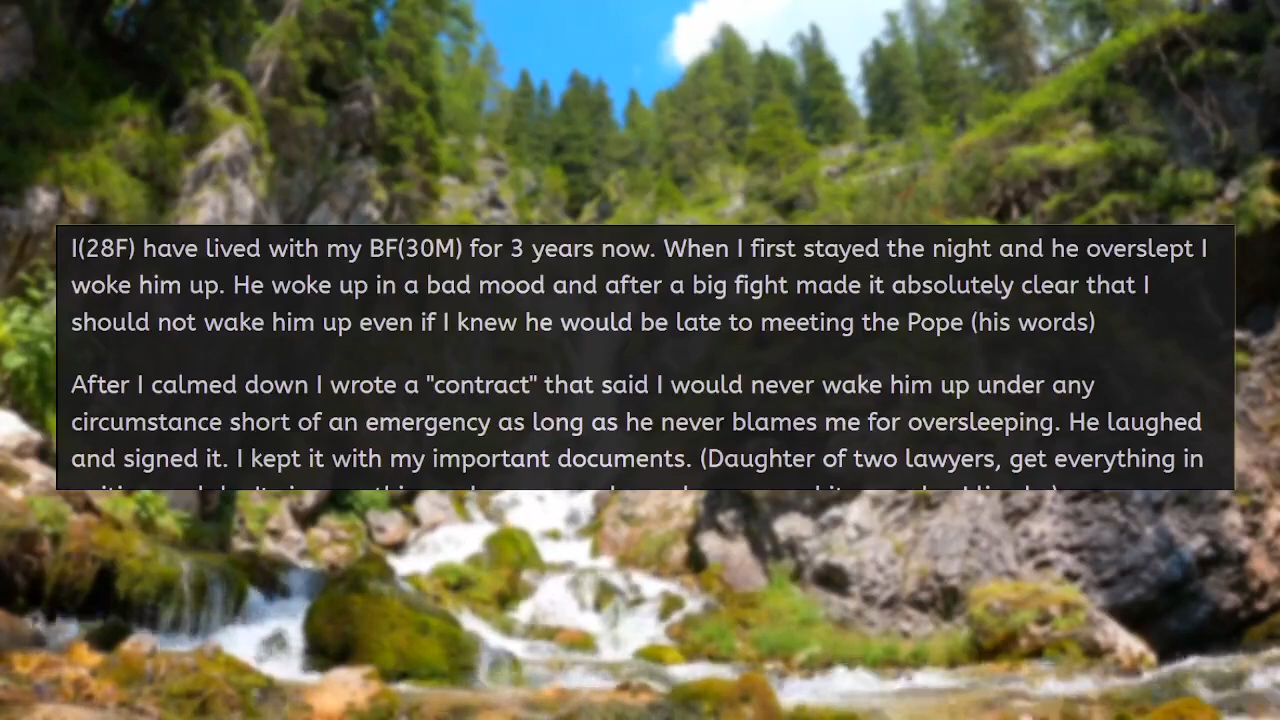 I(28F) have lived with my BF(30M) for 3 years now. When I first stayed the night and he overslept I
woke him up. He woke up in a bad mood and after a big fight made it absolutely clear that I
should not wake him up even if I knew he would be late to meeting the Pope (his words)
After I calmed down I wrote a "contract" that said I would never wake him up under any
circumstance short of an emergency as long as he never blames me for oversleeping. He laughed
and signed it. I kept it with my important documents. (Daughter of two lawyers, get everything in